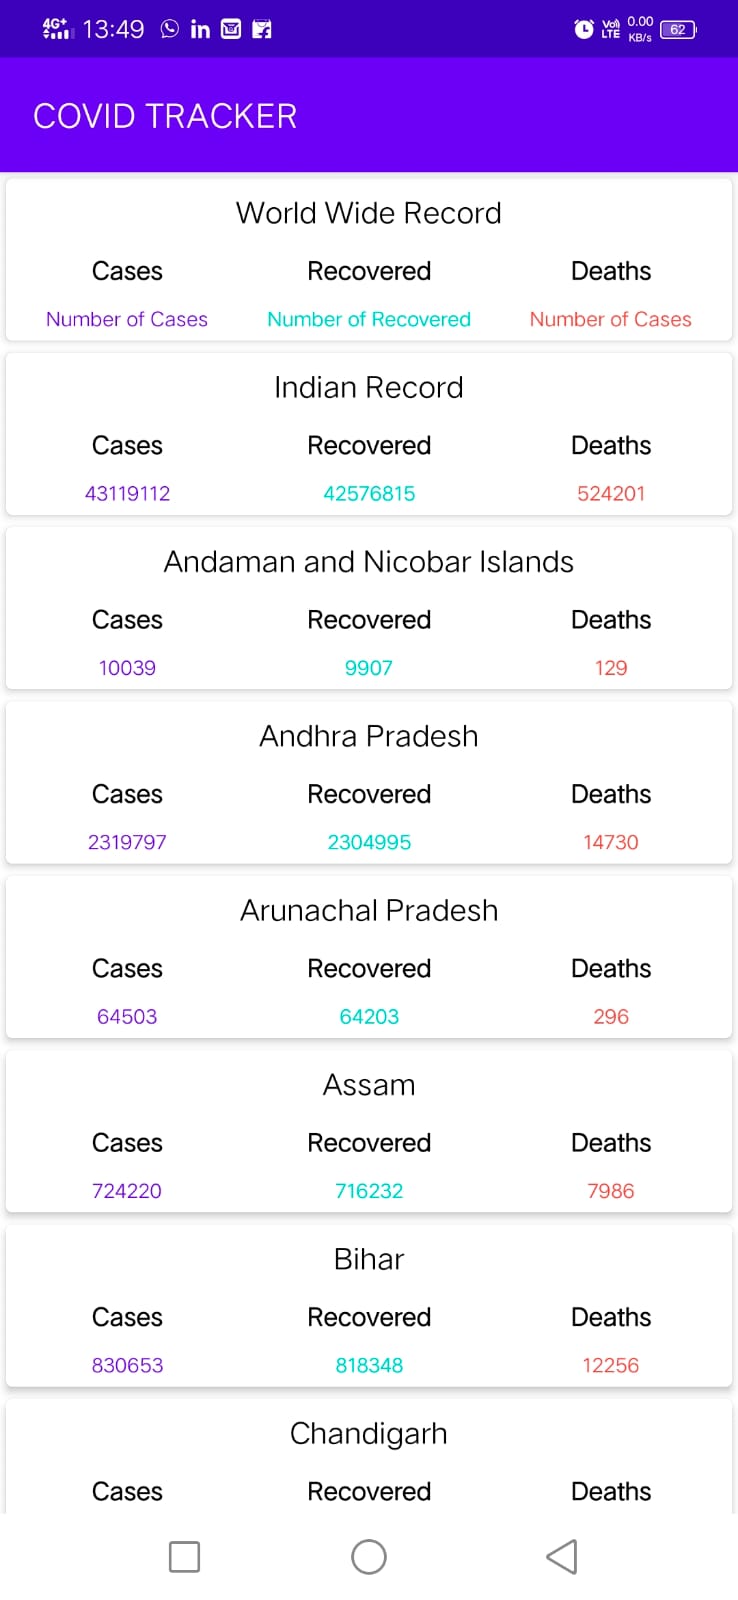 4G+ 13:49 in Vo) LTE 0.00 KB/s 62
COVID TRACKER
World Wide Record
Cases Recovered Deaths
Number of Cases Number of Recovered Number of Cases
Indian Record
Cases Recovered Deaths
43119112 42576815 524201
Andaman and Nicobar Islands
Cases Recovered Deaths
10039 9907 129
Andhra Pradesh
Cases Recovered Deaths
2319797 2304995 14730
Arunachal Pradesh
Cases Recovered Deaths
64503 64203 296
Assam
Cases Recovered Deaths
724220 716232 7986
Bihar
Cases Recovered Deaths
830653 818348 12256
Chandigarh
Cases Recovered Deaths